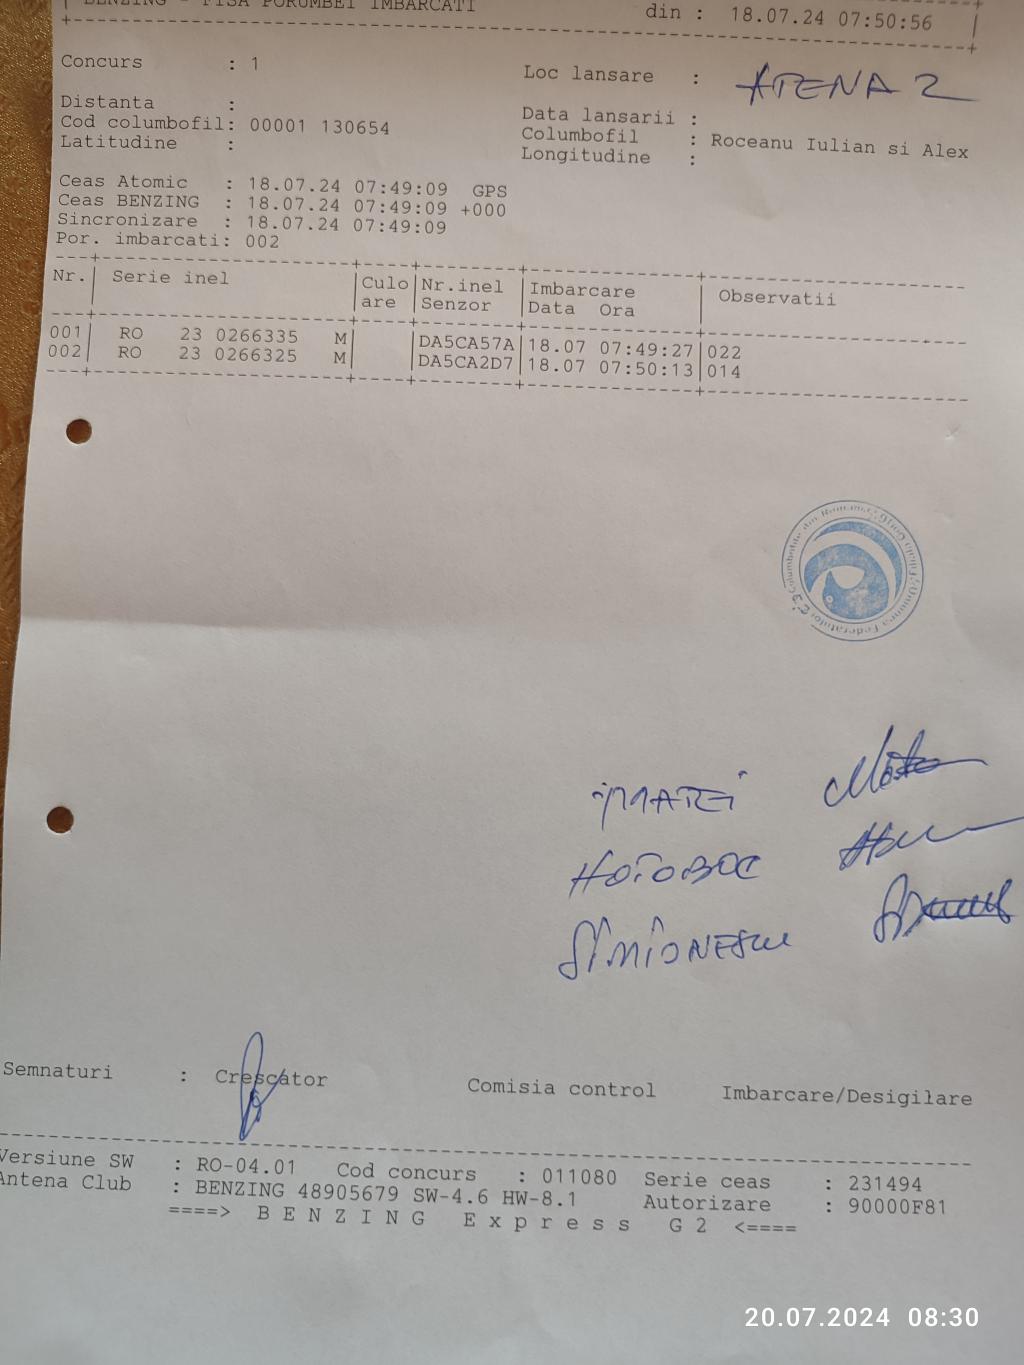 BENZING - FISA PORUMBEI IMBARCATI din : 18.07.24 07:50:56
Concurs : 1 Loc lansare : ATENA 2
Distanta : Data lansarii :
Cod columbofil: 00001 130654 Columbofil : Roceanu Iulian si Alex
Latitudine : Longitudine :
Ceas Atomic : 18.07.24 07:49:09 GPS
Ceas BENZING : 18.07.24 07:49:09 +000
Sincronizare : 18.07.24 07:49:09
Por. imbarcati: 002
Nr.| Serie inel |Culo|Nr.inel |Imbarcare | Observatii
|are |Senzor |Data Ora |
001| RO 23 0266335 M| |DA5CA57A|18.07 07:49:27|022
002| RO 23 0266325 M| |DA5CA2D7|18.07 07:50:13|014
MATEI
HOTOBOC
SIMIONESCU
Semnaturi : Crescator Comisia control Imbarcare/Desigilare
Versiune SW : RO-04.01 Cod concurs : 011080 Serie ceas : 231494
Antena Club : BENZING 48905679 SW-4.6 HW-8.1 Autorizare : 90000F81
====> B E N Z I N G E x p r e s s G 2 <====
20.07.2024 08:30